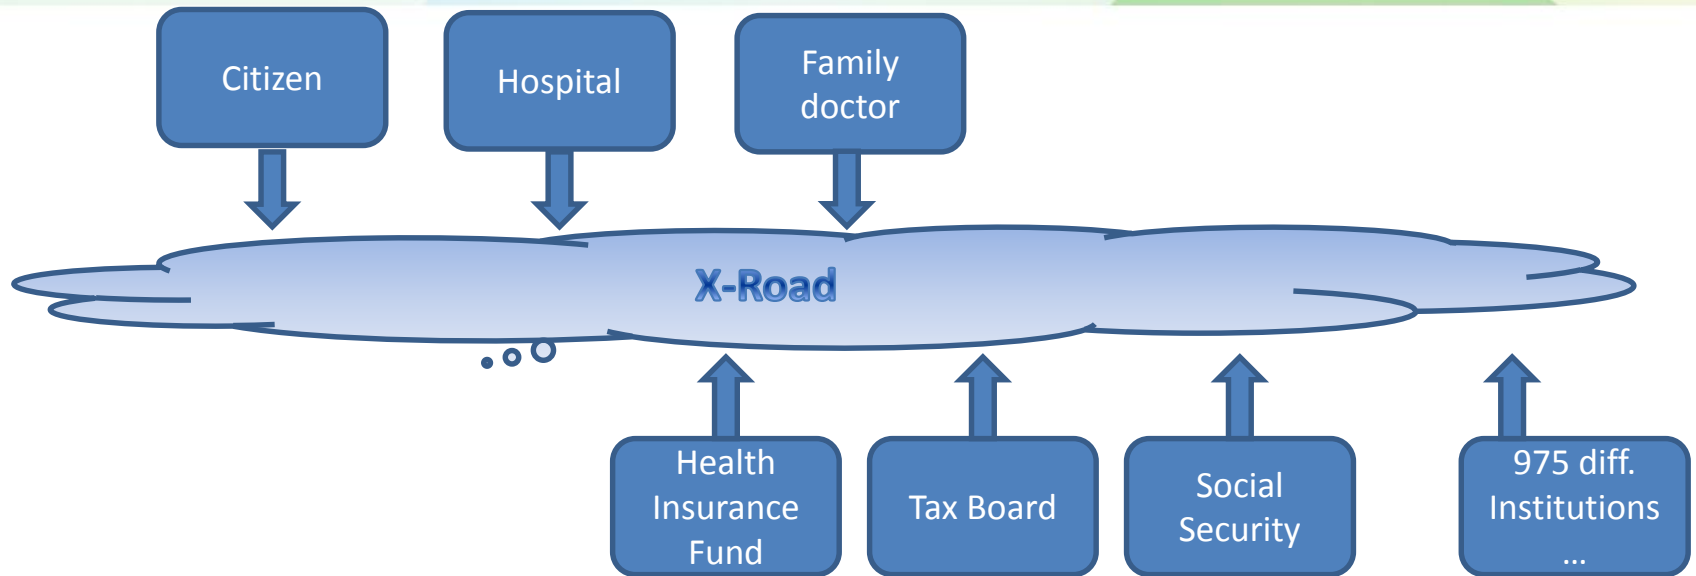 Citizen
Hospital
Family
doctor
X-Road
Health
Insurance
Fund
Tax Board
Social
Security
975 diff.
Institutions
...